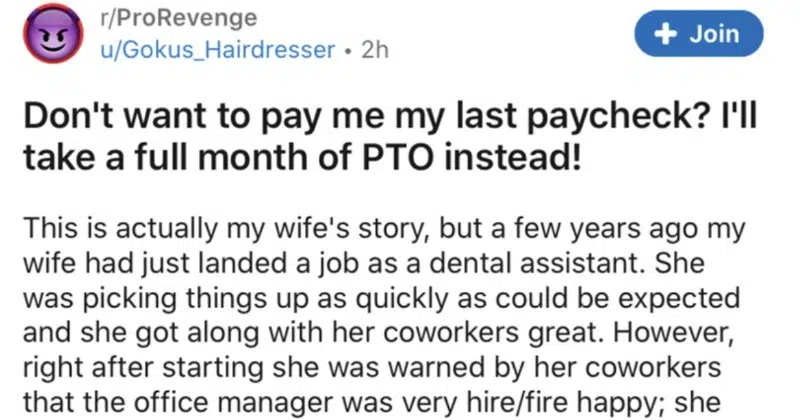 r/ProRevenge
u/Gokus_Hairdresser • 2h
+ Join
Don't want to pay me my last paycheck? I'll
take a full month of PTO instead!
This is actually my wife's story, but a few years ago my
wife had just landed a job as a dental assistant. She
was picking things up as quickly as could be expected
and she got along with her coworkers great. However,
right after starting she was warned by her coworkers
that the office manager was very hire/fire happy; she